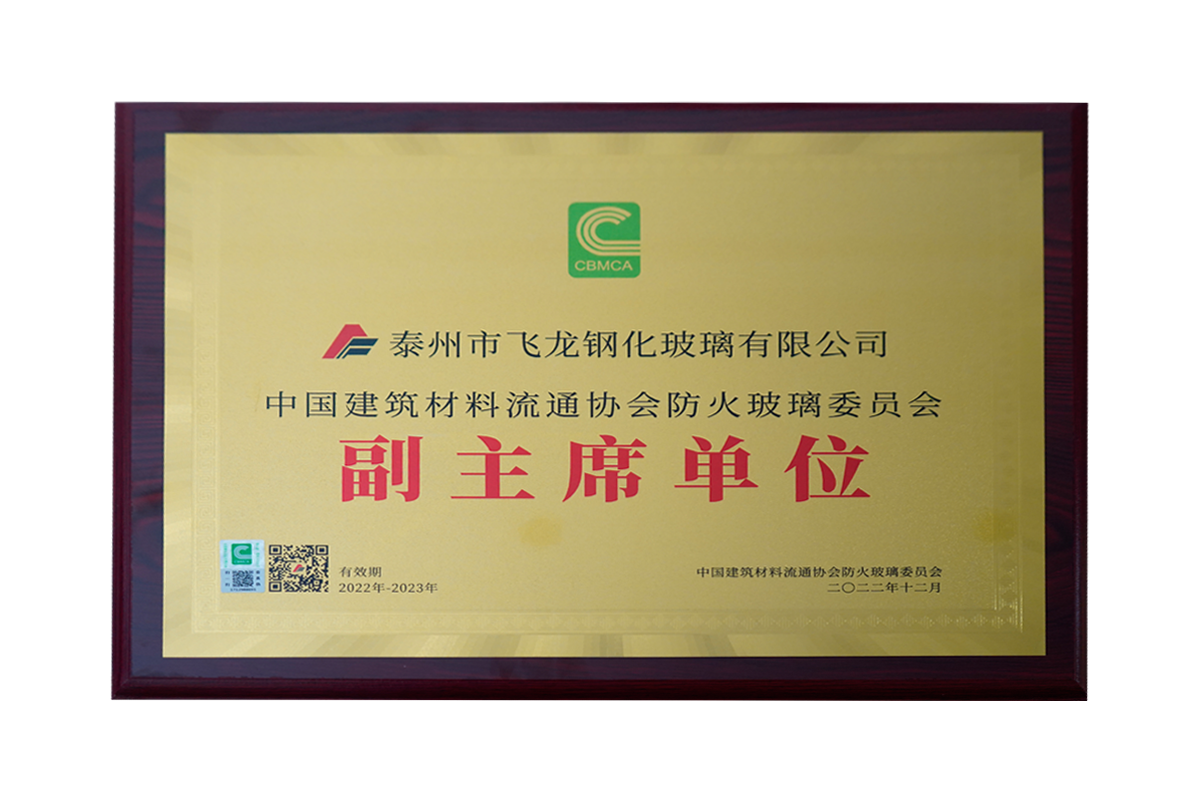 CBMCA
泰州市飞龙钢化玻璃有限公司
中国建筑材料流通协会防火玻璃委员会
副主席单位
有效期
2022年-2023年
中国建筑材料流通协会防火玻璃委员会
二〇二二年十二月